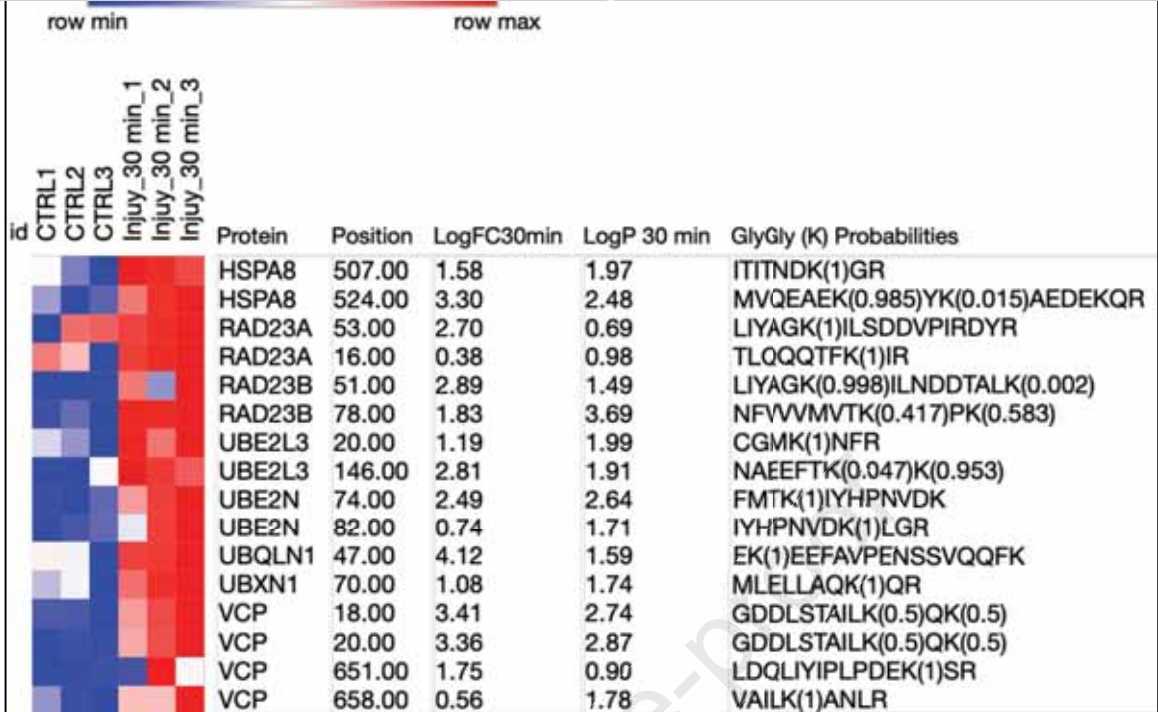 row min row max
id CTRL1 CTRL2 CTRL3 Injuy_30 min_1 Injuy_30 min_2 Injuy_30 min_3 Protein Position LogFC30min LogP 30 min GlyGly (K) Probabilities
HSPA8 507.00 1.58 1.97 ITITNDK(1)GR
HSPA8 524.00 3.30 2.48 MVQEAEK(0.985)YK(0.015)AEDEKQR
RAD23A 53.00 2.70 0.69 LIYAGK(1)ILSDDVPIRDYR
RAD23A 16.00 0.38 0.98 TLQQQTFK(1)IR
RAD23B 51.00 2.89 1.49 LIYAGK(0.998)ILNDDTALK(0.002)
RAD23B 78.00 1.83 3.69 NFVVVMVTK(0.417)PK(0.583)
UBE2L3 20.00 1.19 1.99 CGMK(1)NFR
UBE2L3 146.00 2.81 1.91 NAEEFTK(0.047)K(0.953)
UBE2N 74.00 2.49 2.64 FMTK(1)IYHPNVDK
UBE2N 82.00 0.74 1.71 IYHPNVDK(1)LGR
UBQLN1 47.00 4.12 1.59 EK(1)EEFAVPENSSVQQFK
UBXN1 70.00 1.08 1.74 MLELLAQK(1)QR
VCP 18.00 3.41 2.74 GDDLSTAILK(0.5)QK(0.5)
VCP 20.00 3.36 2.87 GDDLSTAILK(0.5)QK(0.5)
VCP 651.00 1.75 0.90 LDQLIYIPLPDEK(1)SR
VCP 658.00 0.56 1.78 VAILK(1)ANLR